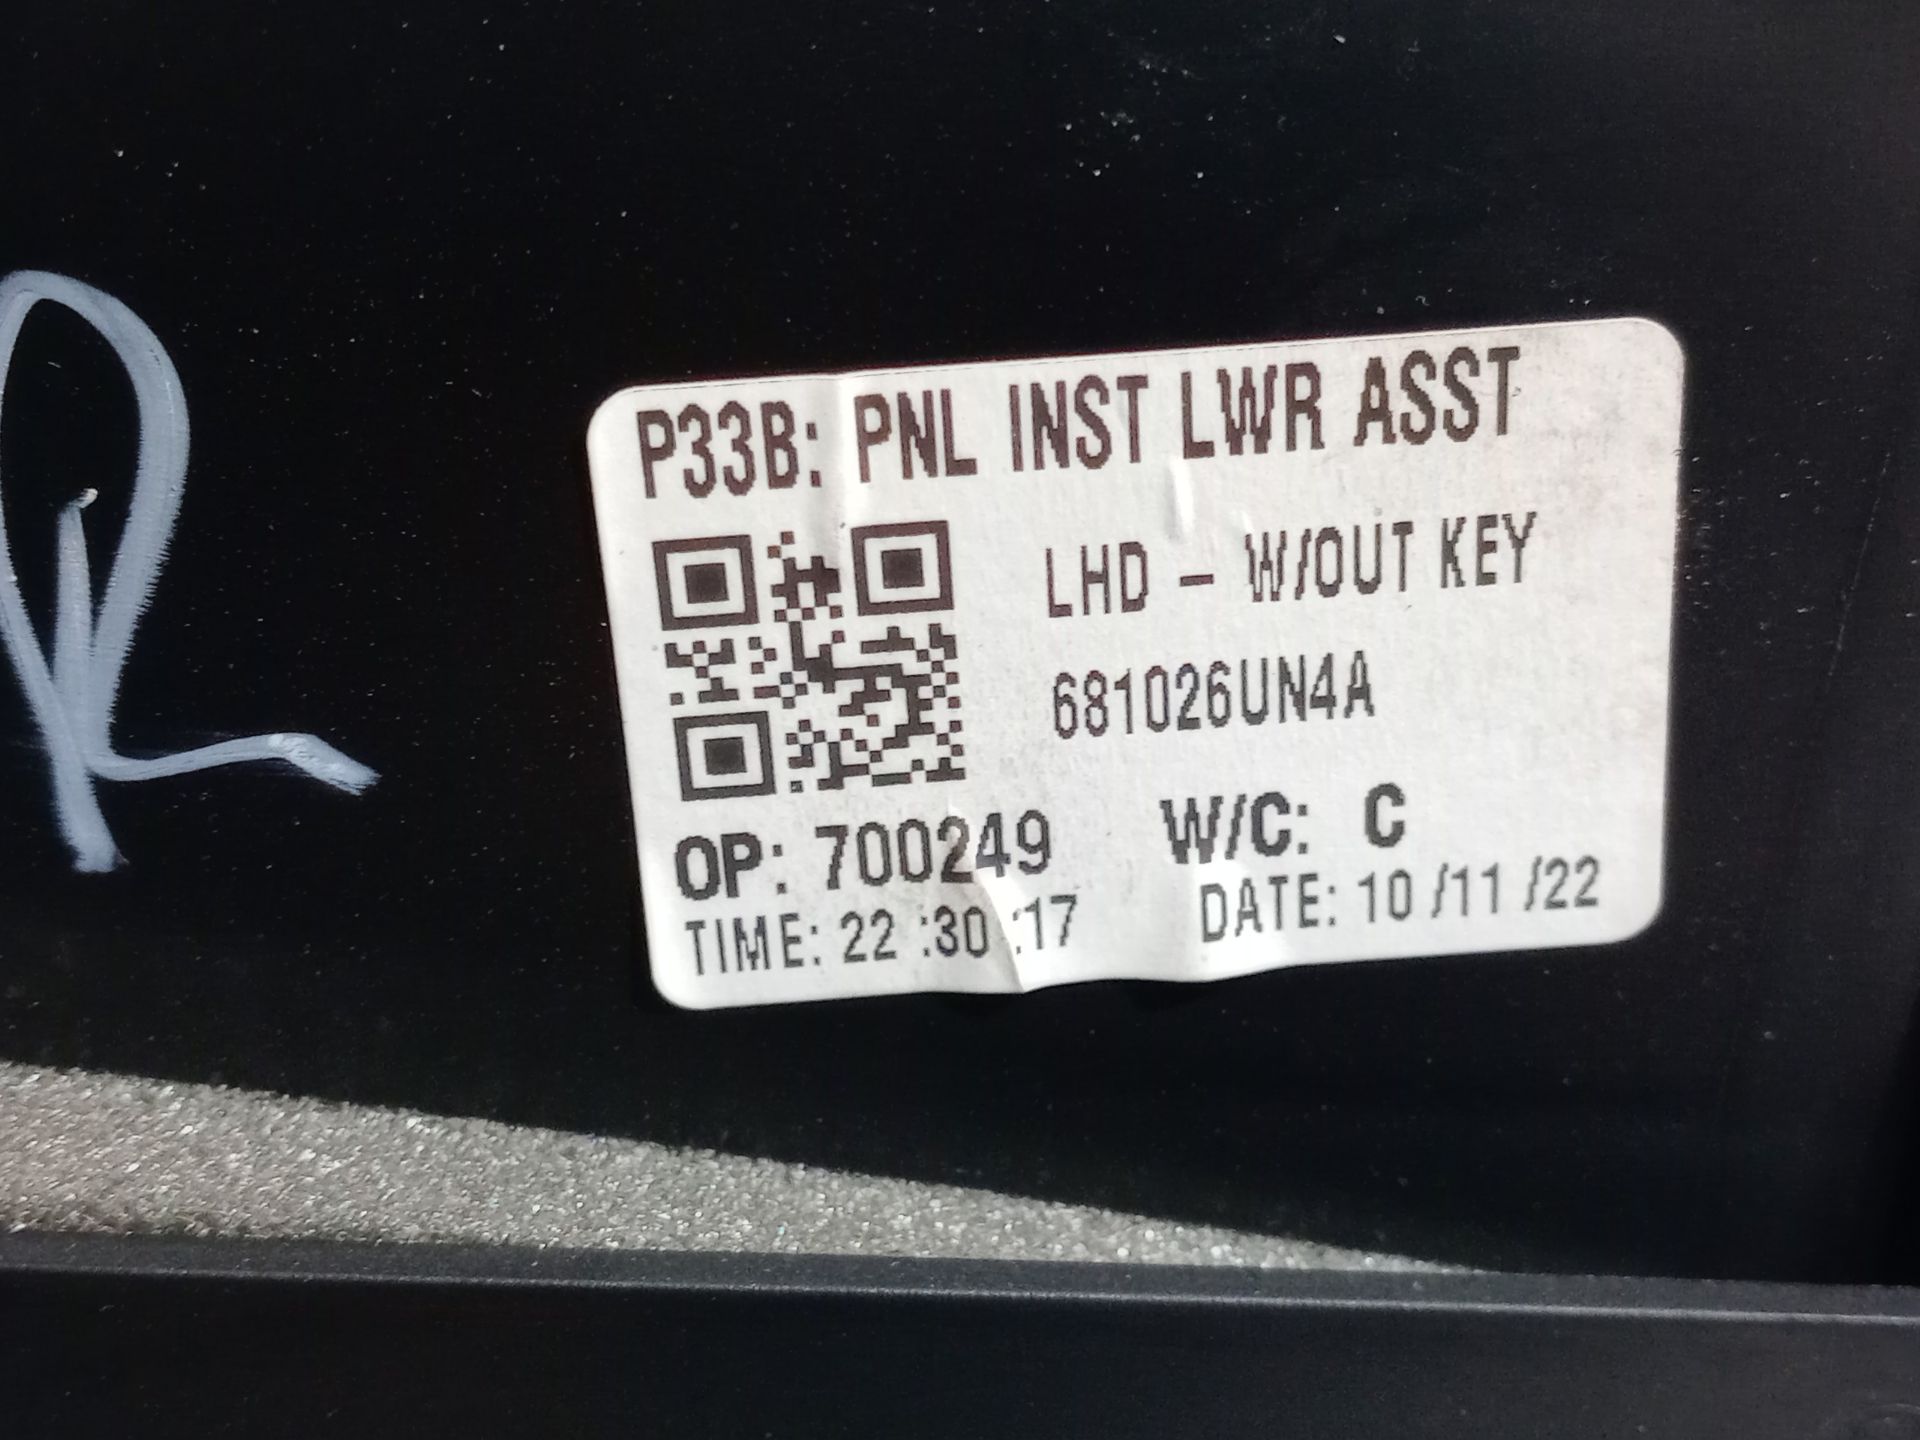 P33B: PNL INST LWR ASST
LHD - W/OUT KEY
681026UN4A
OP: 700249 W/C: C
TIME: 22 :30 :17 DATE: 10 /11 /22